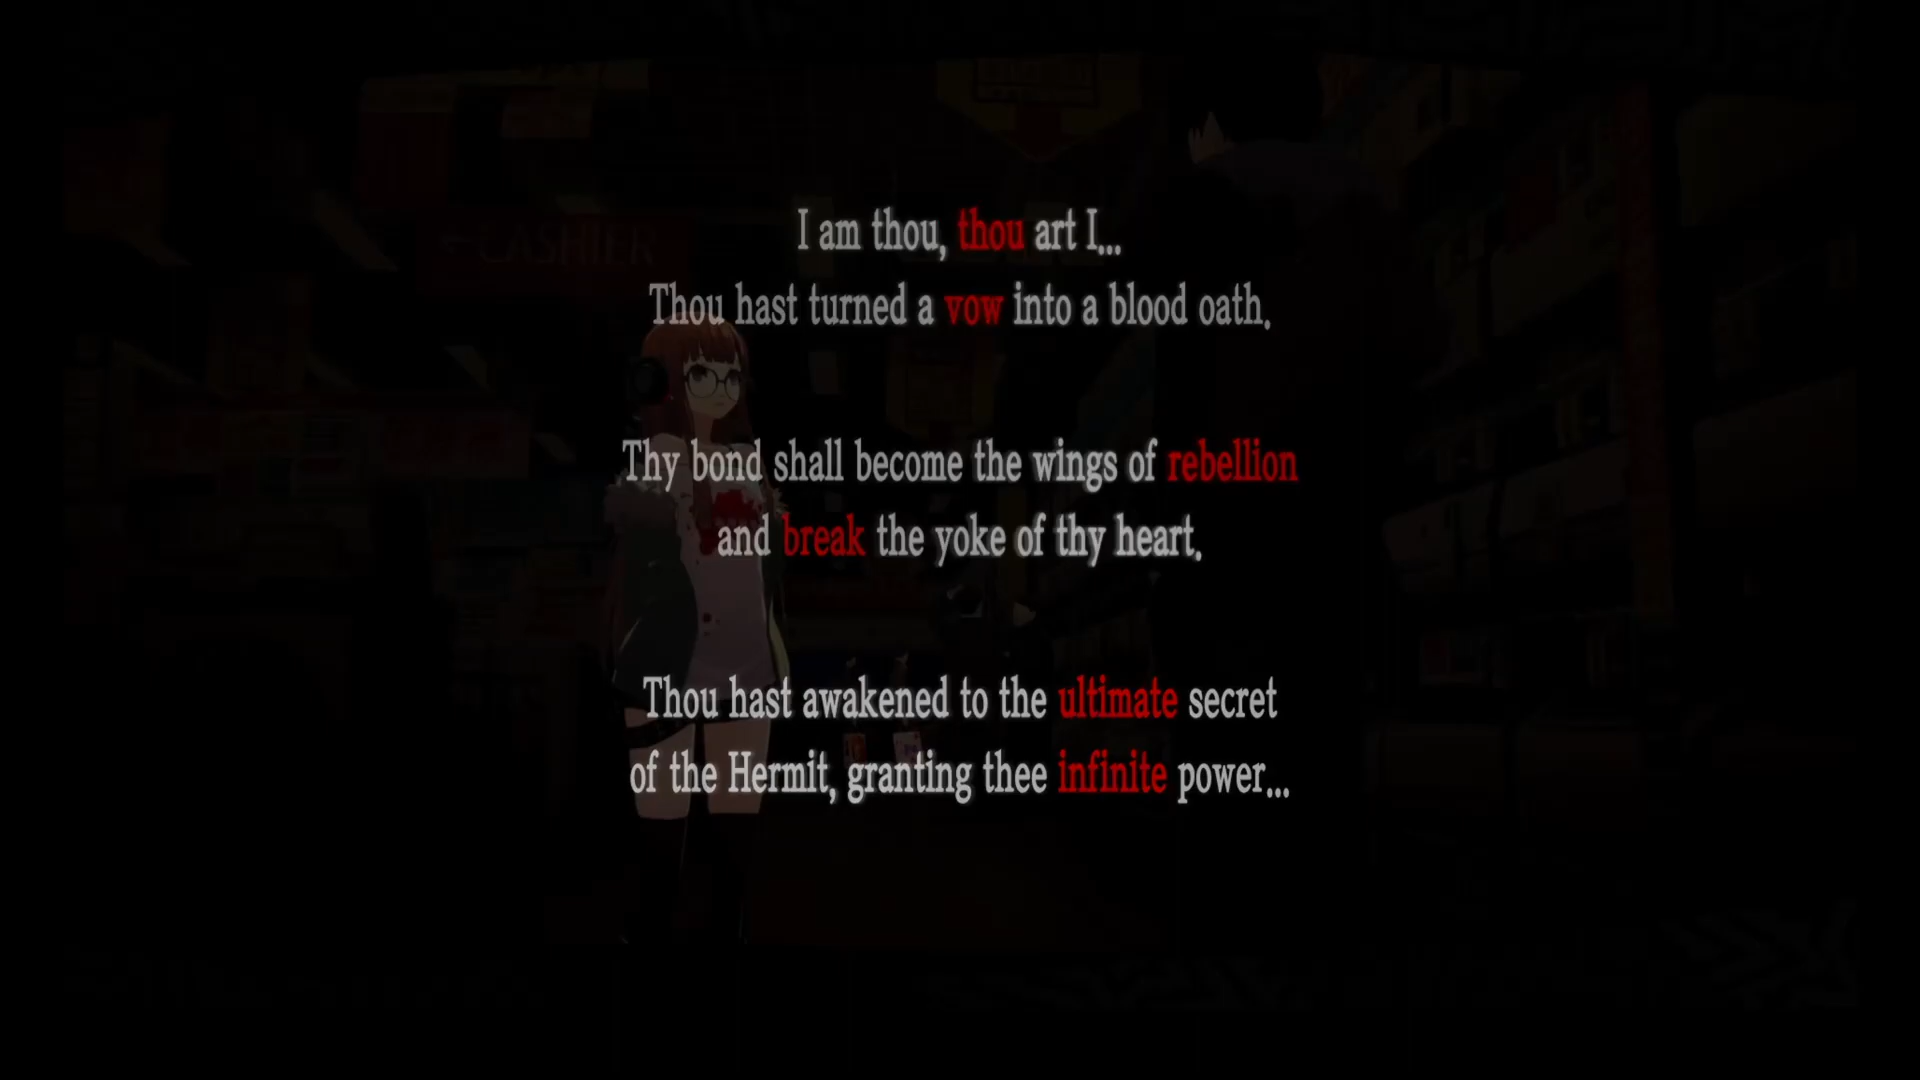 I am thou, thou art I...
Thou hast turned a vow into a blood oath.
Thy bond shall become the wings of rebellion
and break the yoke of thy heart.
Thou hast awakened to the ultimate secret
of the Hermit, granting thee infinite power...
CASHIER